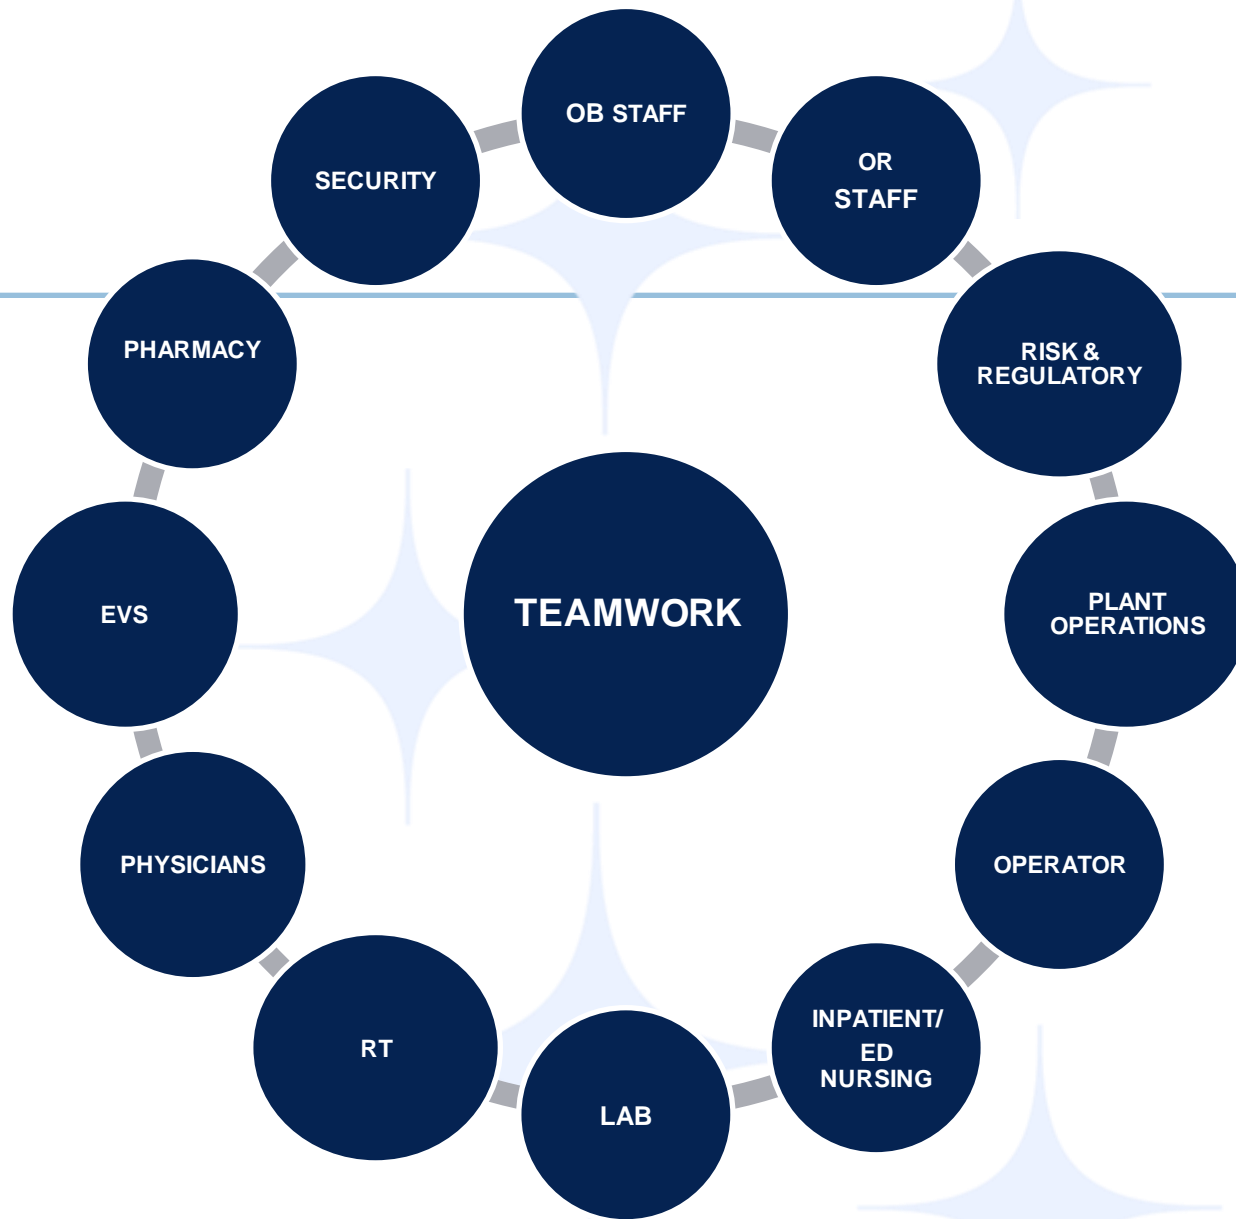 OB STAFF
OR
STAFF
RISK &
REGULATORY
PLANT
OPERATIONS
OPERATOR
INPATIENT/
ED
NURSING
LAB
RT
PHYSICIANS
EVS
PHARMACY
SECURITY
TEAMWORK